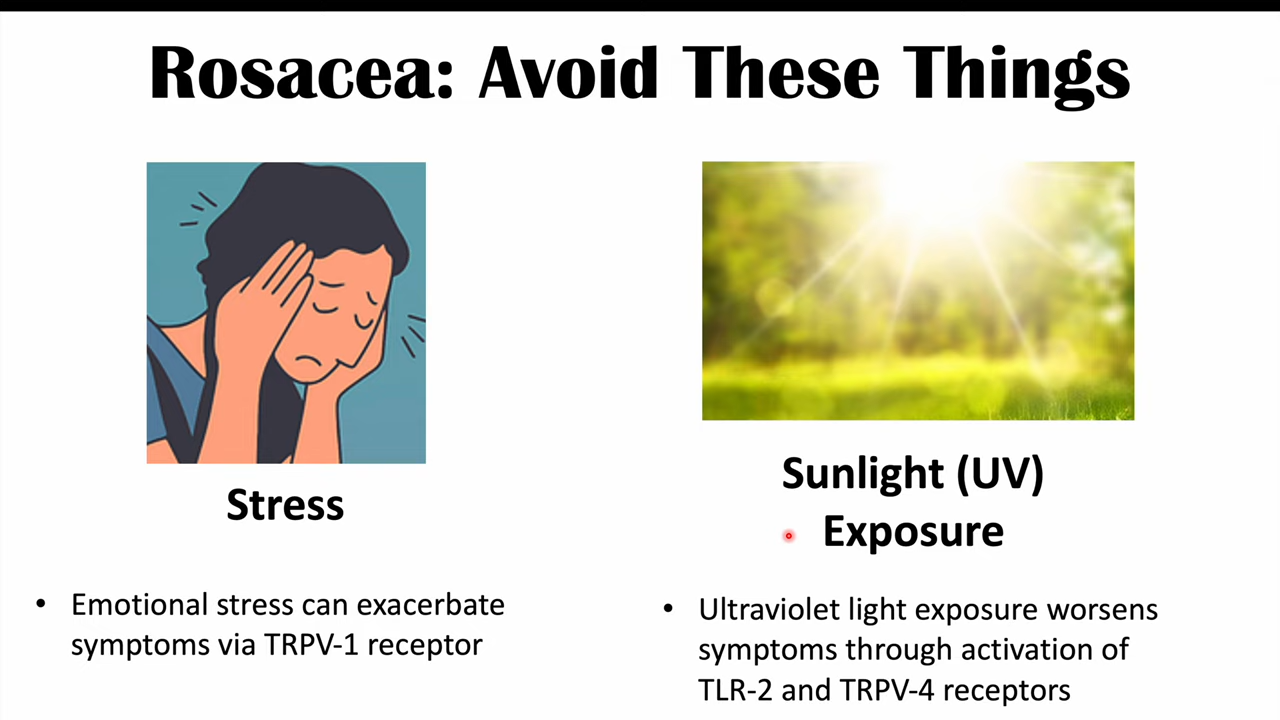 Rosacea: Avoid These Things
Stress
• Emotional stress can exacerbate
symptoms via TRPV-1 receptor
Sunlight (UV)
Exposure
• Ultraviolet light exposure worsens
symptoms through activation of
TLR-2 and TRPV-4 receptors